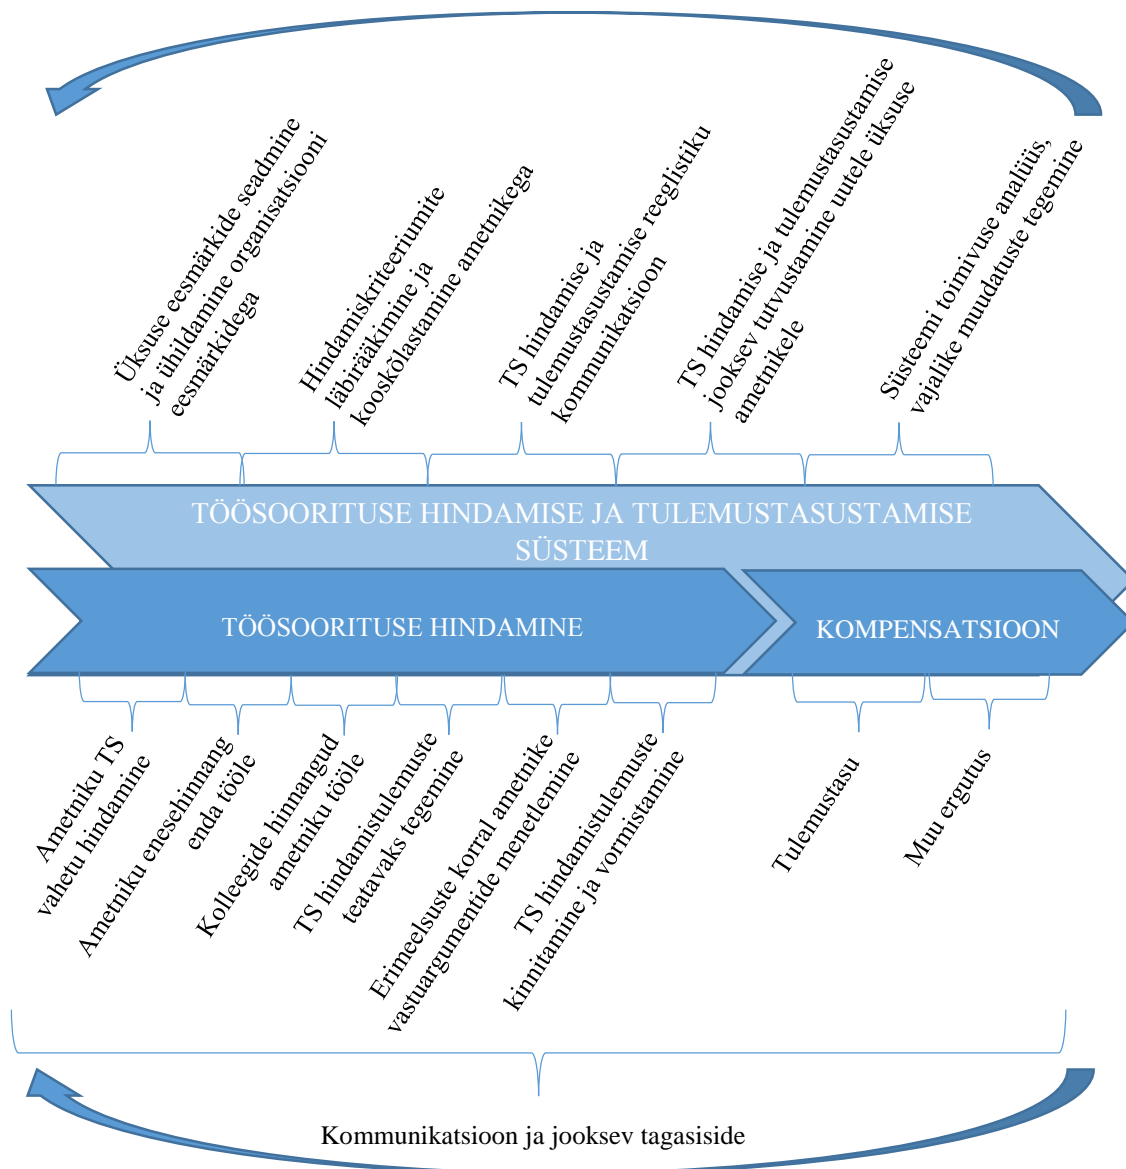 Üksuse eesmärkide seadmine
ja ühildamine organisatsiooni
eesmärkidega
Hindamiskriteeriumite
läbirääkimine ja
kooskõlastamine ametnikega
TS hindamise ja
tulemustasustamise reeglistiku
kommunikatsioon
TS hindamise ja tulemustasustamise
jooksev tutvustamine uutele üksuse
ametnikele
Süsteemi toimivuse analüüs,
vajalike muudatuste tegemine
TÖÖSOORITUSE HINDAMISE JA TULEMUSTASUSTAMISE
SÜSTEEM
TÖÖSOORITUSE HINDAMINE
KOMPENSATSIOON
Ametniku TS
vahetu hindamine
Ametniku enesehinnang
enda tööle
Kolleegide hinnangud
ametniku tööle
TS hindamistulemuste
teatavaks tegemine
Erimeelsuste korral ametnike
vastuargumentide menetlemine
TS hindamistulemuste
kinnitamine ja vormistamine
Tulemustasu
Muu ergutus
Kommunikatsioon ja jooksev tagasiside